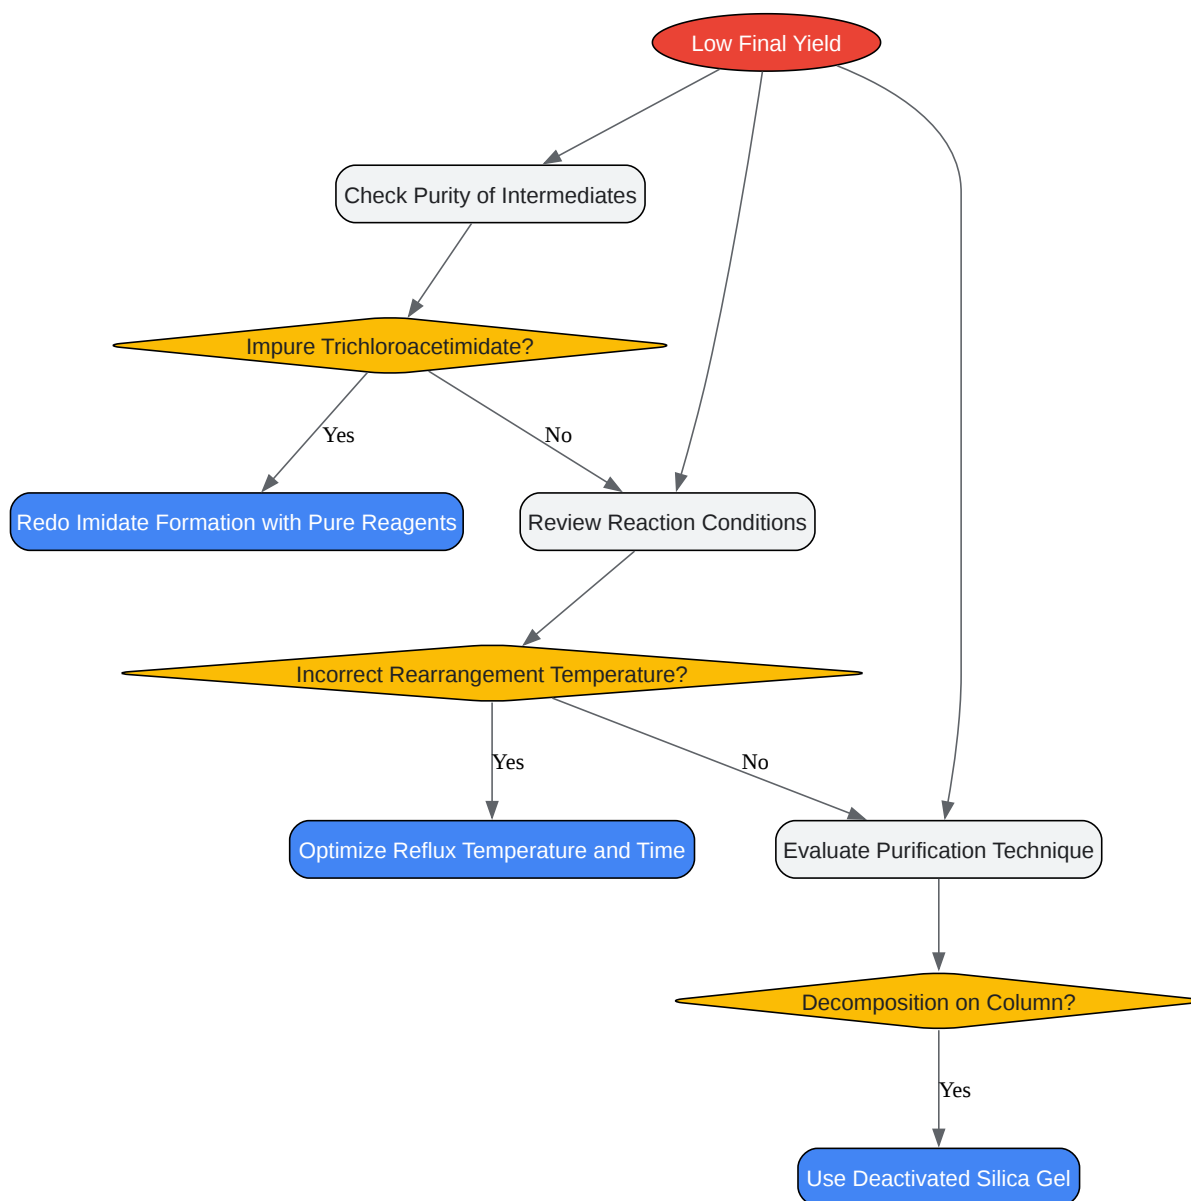 Low Final Yield
Check Purity of Intermediates
Impure Trichloroacetimidate?
Yes
No
Redo Imidate Formation with Pure Reagents
Review Reaction Conditions
Incorrect Rearrangement Temperature?
Yes
No
Optimize Reflux Temperature and Time
Evaluate Purification Technique
Decomposition on Column?
Yes
Use Deactivated Silica Gel